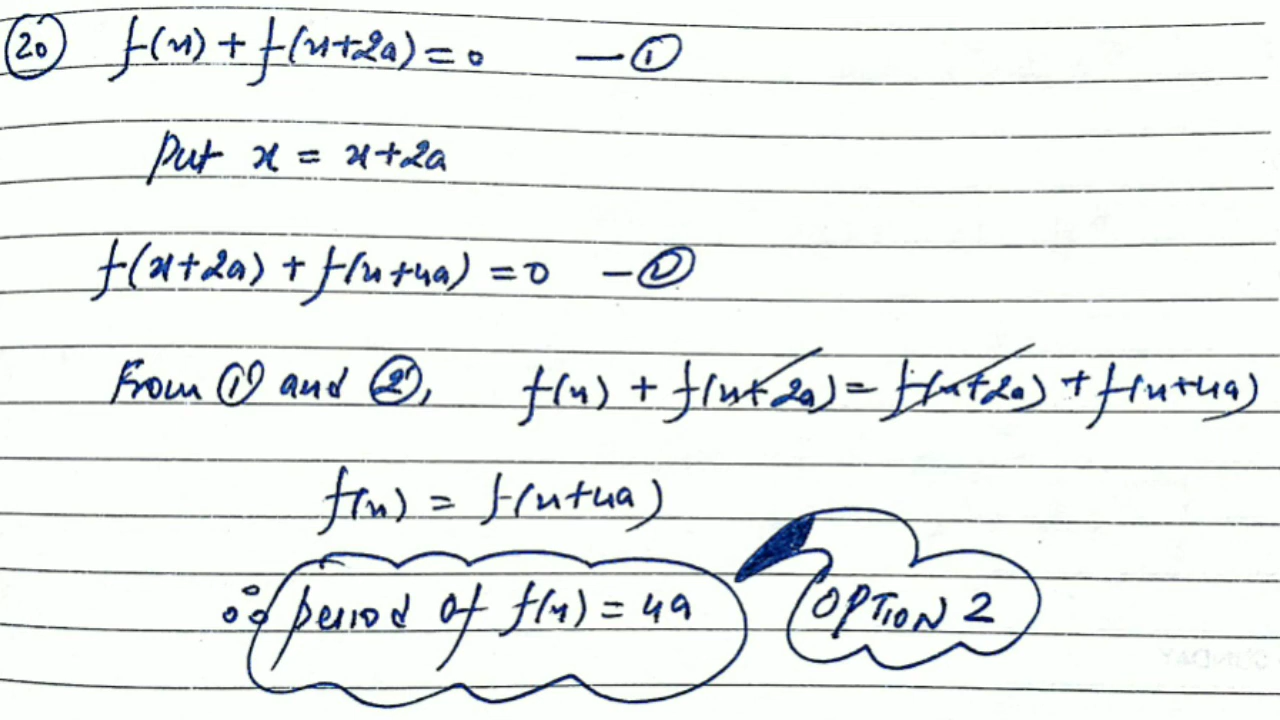 (20) f(x) + f(x+2a) = 0 — (1)
Put x = x+2a
f(x+2a) + f(x+4a) = 0 — (2)
From (1) and (2), f(x) + f(x+2a) = f(x+2a) + f(x+4a)
f(x) = f(x+4a)
∴ period of f(x) = 4a OPTION 2
SUNDAY